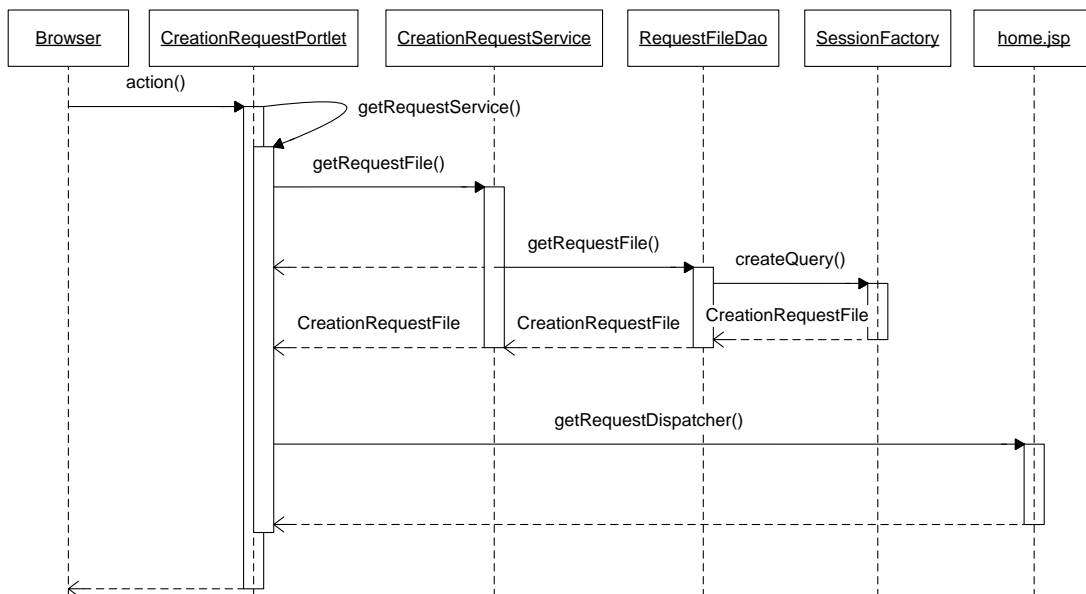 Browser
CreationRequestPortlet
CreationRequestService
RequestFileDao
SessionFactory
home.jsp
action()
getRequestService()
getRequestFile()
getRequestFile()
createQuery()
CreationRequestFile
CreationRequestFile
CreationRequestFile
getRequestDispatcher()